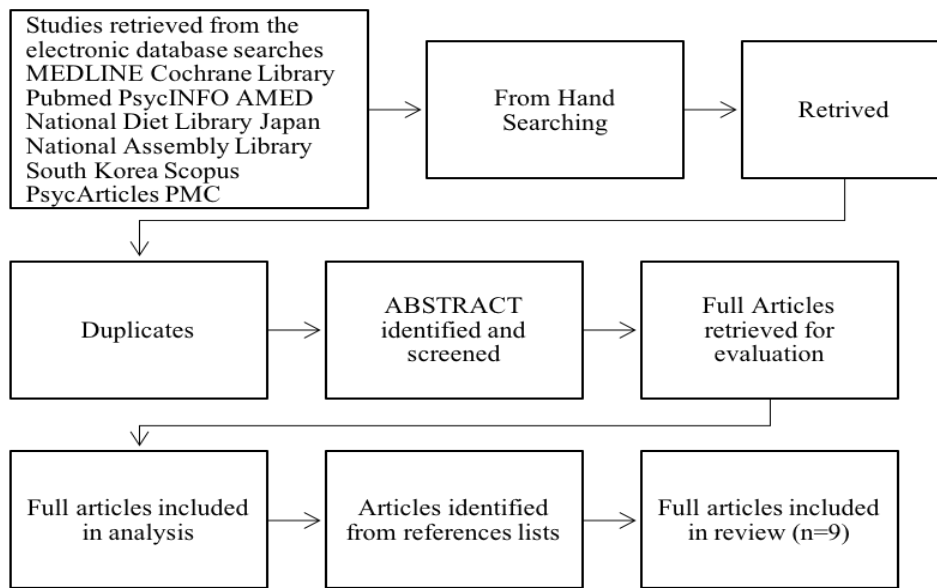 Studies retrieved from the
electronic database searches
MEDLINE Cochrane Library
Pubmed PsycINFO AMED
National Diet Library Japan
National Assembly Library
South Korea Scopus
PsycArticles PMC
From Hand
Searching
Retrived
Duplicates
ABSTRACT
identified and
screened
Full Articles
retrieved for
evaluation
Full articles included
in analysis
Articles identified
from references lists
Full articles included
in review (n=9)